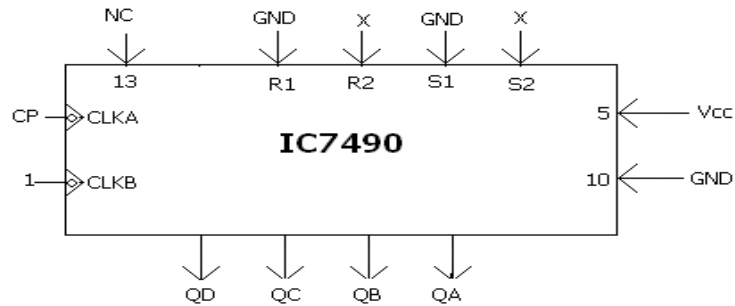 NC GND X GND X
13 R1 R2 S1 S2
CP CLKA 5 Vcc
IC7490
1 CLKB 10 GND
QD QC QB QA